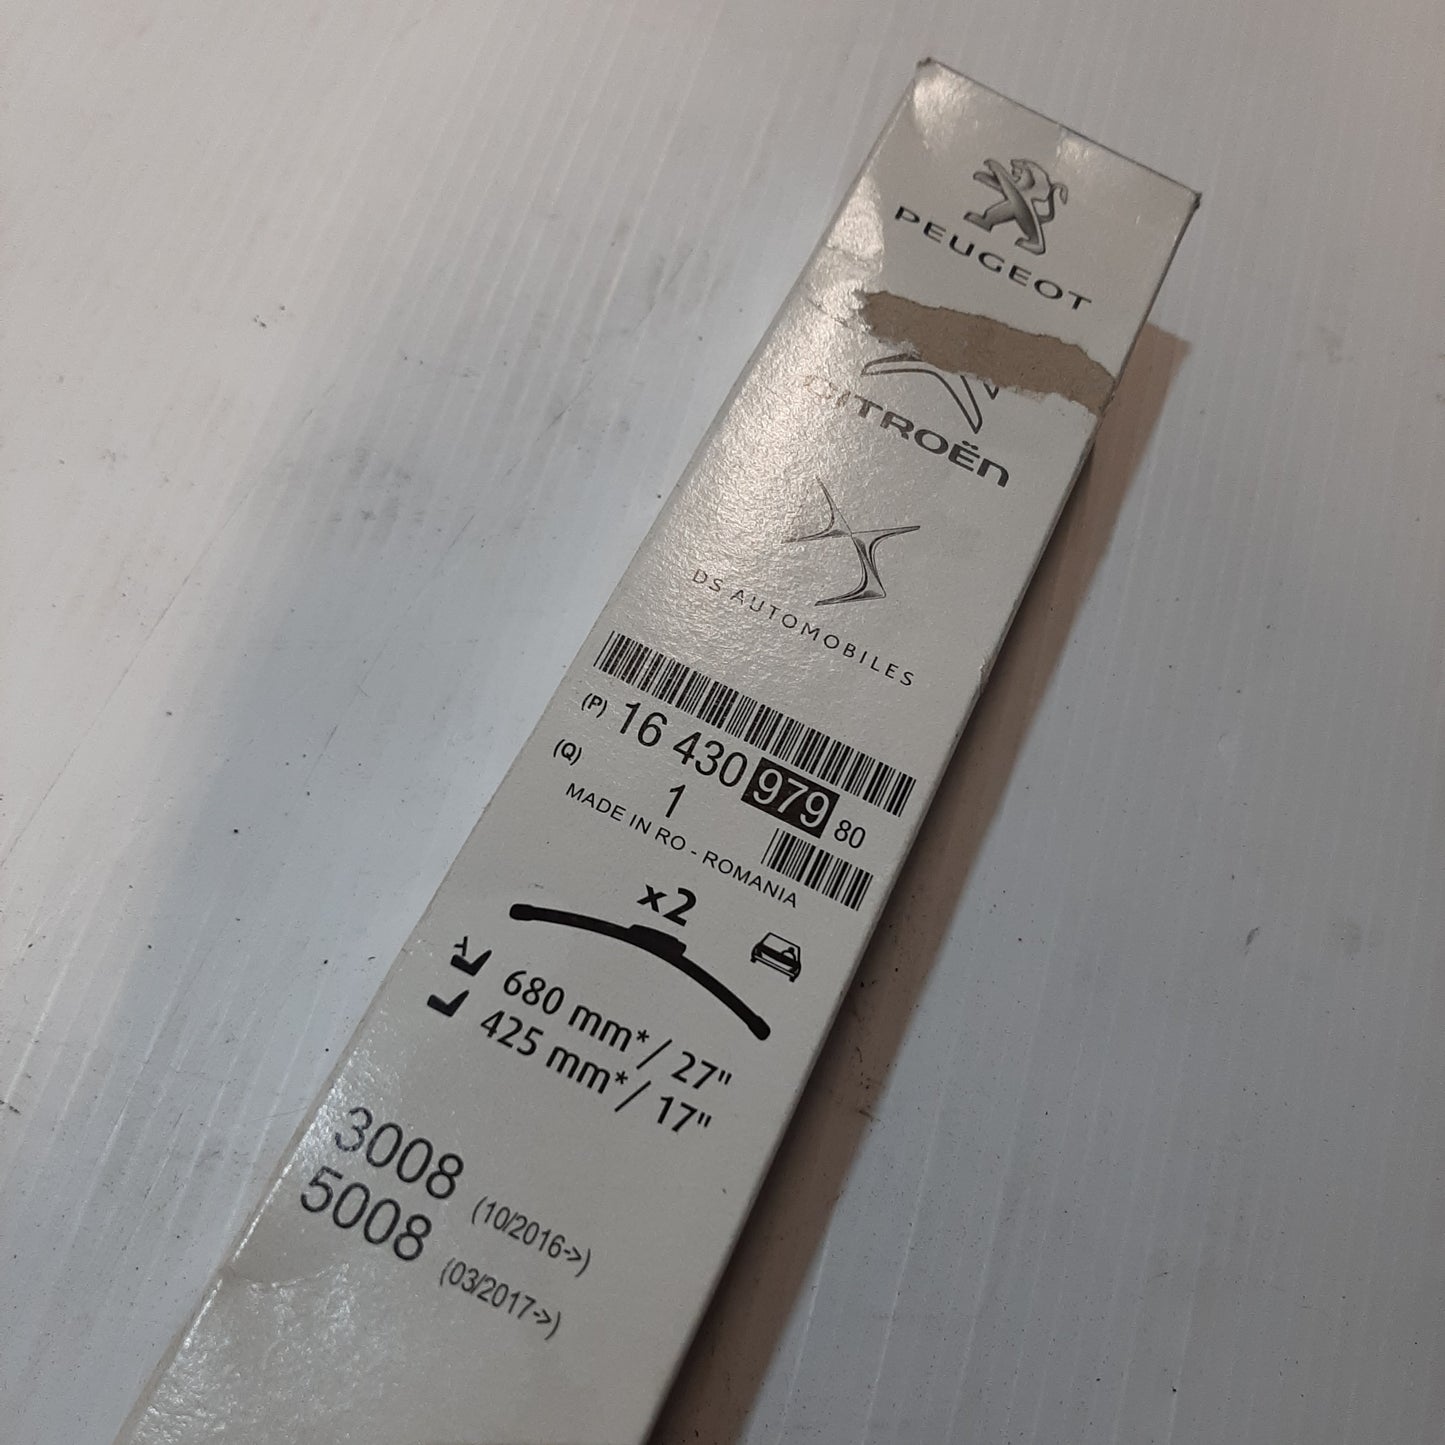 PEUGEOT
CITROËN
DS AUTOMOBILES
(P) 16 430 979 80
(Q) 1
MADE IN RO - ROMANIA
x2
680 mm* / 27"
425 mm* / 17"
3008 (10/2016->)
5008 (03/2017->)